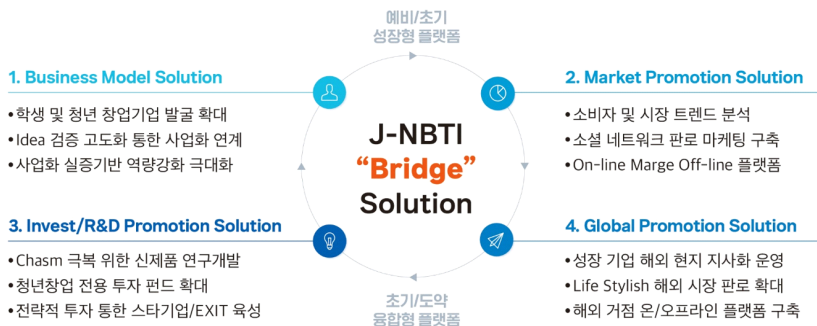 예비/초기
성장형 플랫폼
1. Business Model Solution
•학생 및 청년 창업기업 발굴 확대
•Idea 검증 고도화 통한 사업화 연계
•사업화 실증기반 역량강화 극대화
2. Market Promotion Solution
•소비자 및 시장 트렌드 분석
•소셜 네트워크 판로 마케팅 구축
•On-line Marge Off-line 플랫폼
J-NBTI
“Bridge”
Solution
3. Invest/R&D Promotion Solution
•Chasm 극복 위한 신제품 연구개발
•청년창업 전용 투자 펀드 확대
•전략적 투자 통한 스타기업/EXIT 육성
4. Global Promotion Solution
•성장 기업 해외 현지 지사화 운영
•Life Stylish 해외 시장 판로 확대
•해외 거점 온/오프라인 플랫폼 구축
초기/도약
융합형 플랫폼